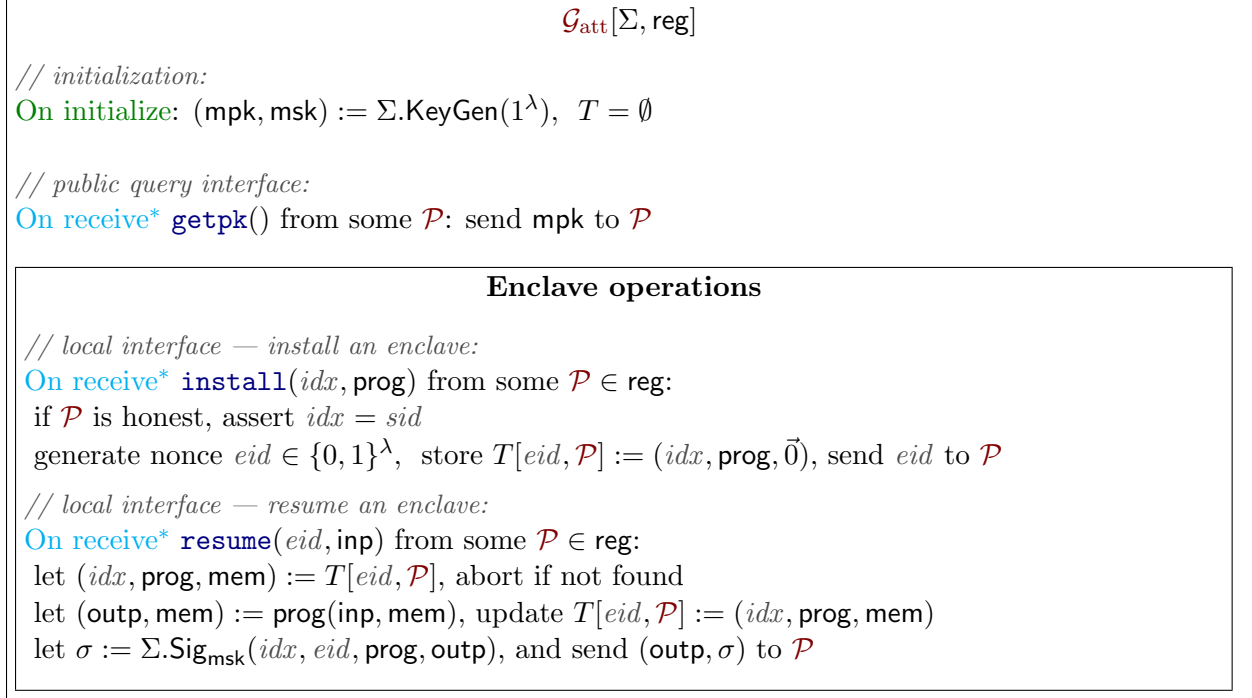 𝒢att[Σ, reg]
// initialization:
On initialize: (mpk, msk) := Σ.KeyGen(1^λ), T = ∅
// public query interface:
On receive* getpk() from some 𝒫: send mpk to 𝒫
Enclave operations
// local interface — install an enclave:
On receive* install(idx, prog) from some 𝒫 ∈ reg:
if 𝒫 is honest, assert idx = sid
generate nonce eid ∈ {0, 1}^λ, store T[eid, 𝒫] := (idx, prog, 0⃗), send eid to 𝒫
// local interface — resume an enclave:
On receive* resume(eid, inp) from some 𝒫 ∈ reg:
let (idx, prog, mem) := T[eid, 𝒫], abort if not found
let (outp, mem) := prog(inp, mem), update T[eid, 𝒫] := (idx, prog, mem)
let σ := Σ.Sig_msk(idx, eid, prog, outp), and send (outp, σ) to 𝒫